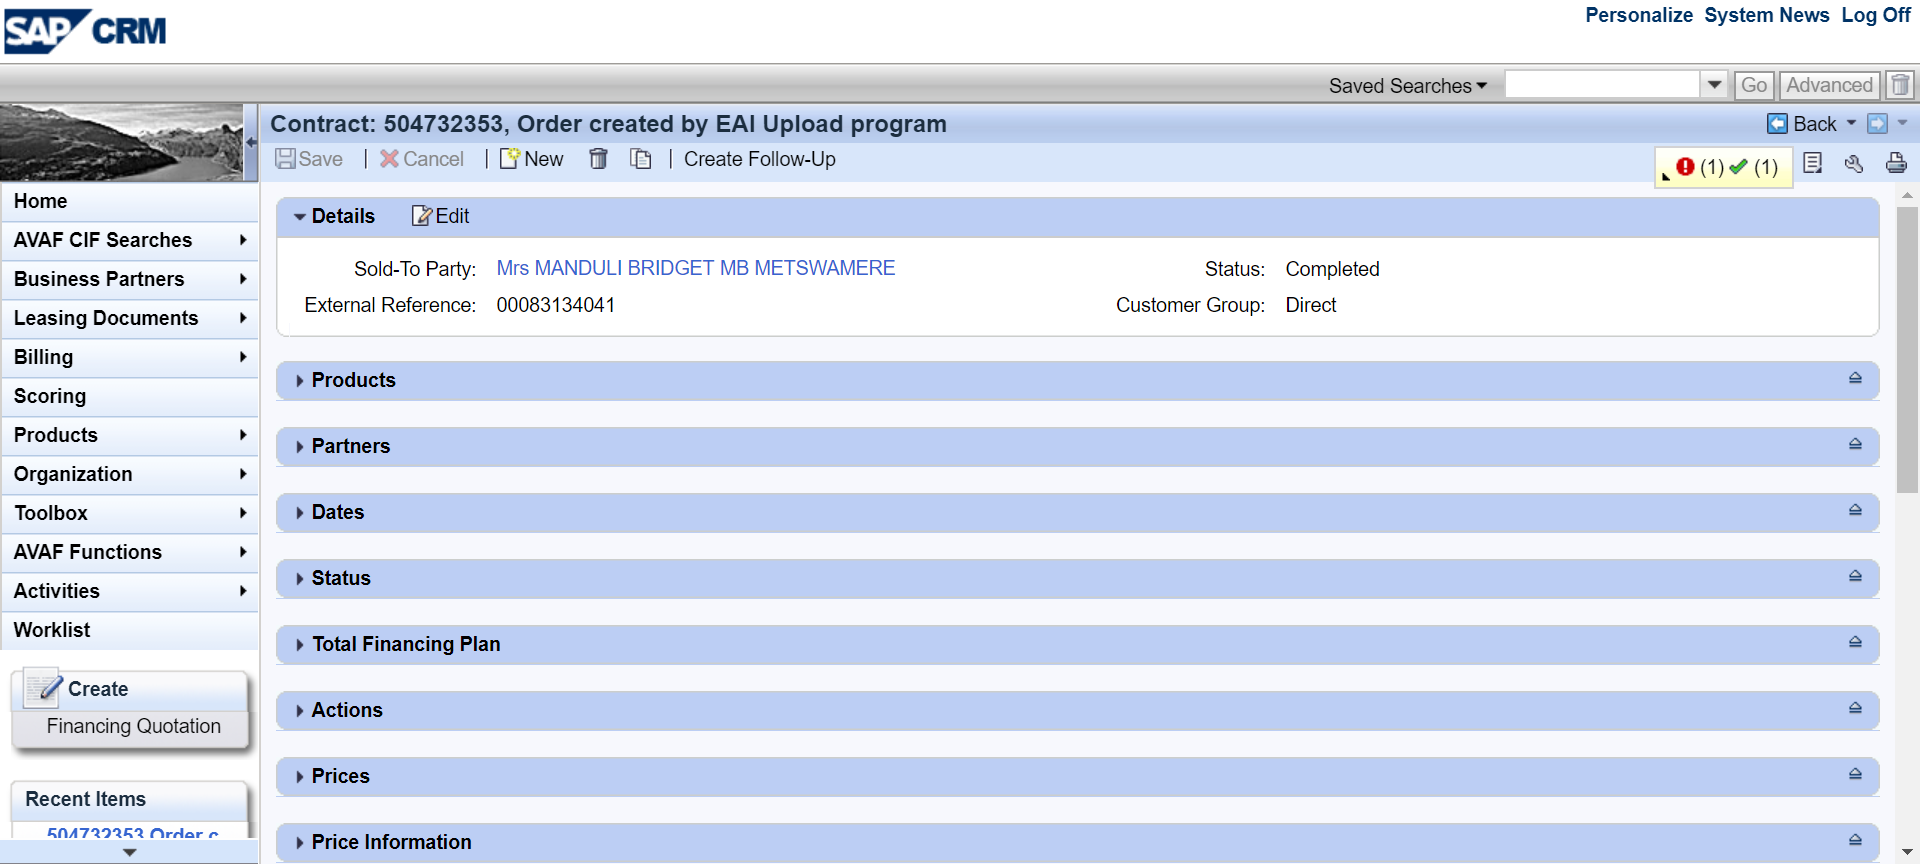 SAP CRM
Personalize System News Log Off
Saved Searches Go Advanced
Contract: 504732353, Order created by EAI Upload program
Back
Save | Cancel | New | Create Follow-Up
(1) (1)
Home
AVAF CIF Searches
Business Partners
Leasing Documents
Billing
Scoring
Products
Organization
Toolbox
AVAF Functions
Activities
Worklist
Create
Financing Quotation
Recent Items
504732353 Order c
Details Edit
Sold-To Party: Mrs MANDULI BRIDGET MB METSWAMERE
Status: Completed
External Reference: 00083134041
Customer Group: Direct
Products
Partners
Dates
Status
Total Financing Plan
Actions
Prices
Price Information